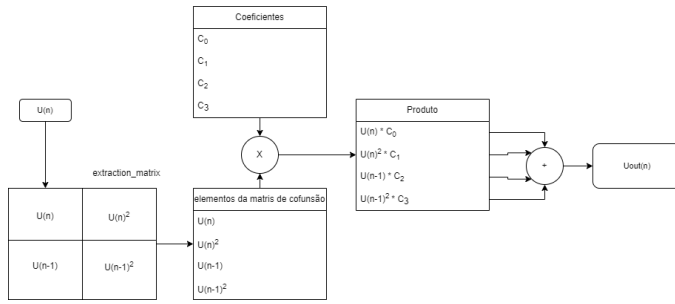 Coeficientes
C₀
C₁
C₂
C₃
U(n)
extraction_matrix
U(n) U(n)²
U(n-1) U(n-1)²
X
elementos da matris de cofunsão
U(n)
U(n)²
U(n-1)
U(n-1)²
Produto
U(n) * C₀
U(n)² * C₁
U(n-1) * C₂
U(n-1)² * C₃
+
Uout(n)